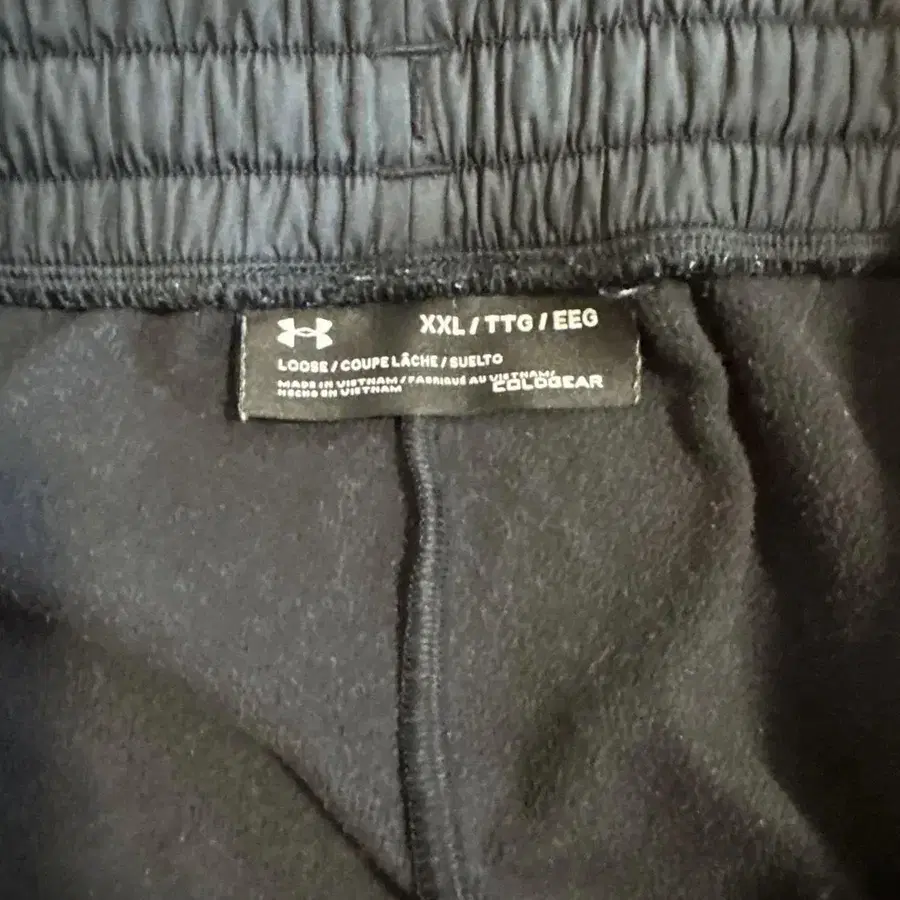 XXL / TTG / EEG
LOOSE / COUPE LÂCHE / SUELTO
MADE IN VIETNAM / FABRIQUÉ AU VIETNAM/
HECHO EN VIETNAM
COLDGEAR